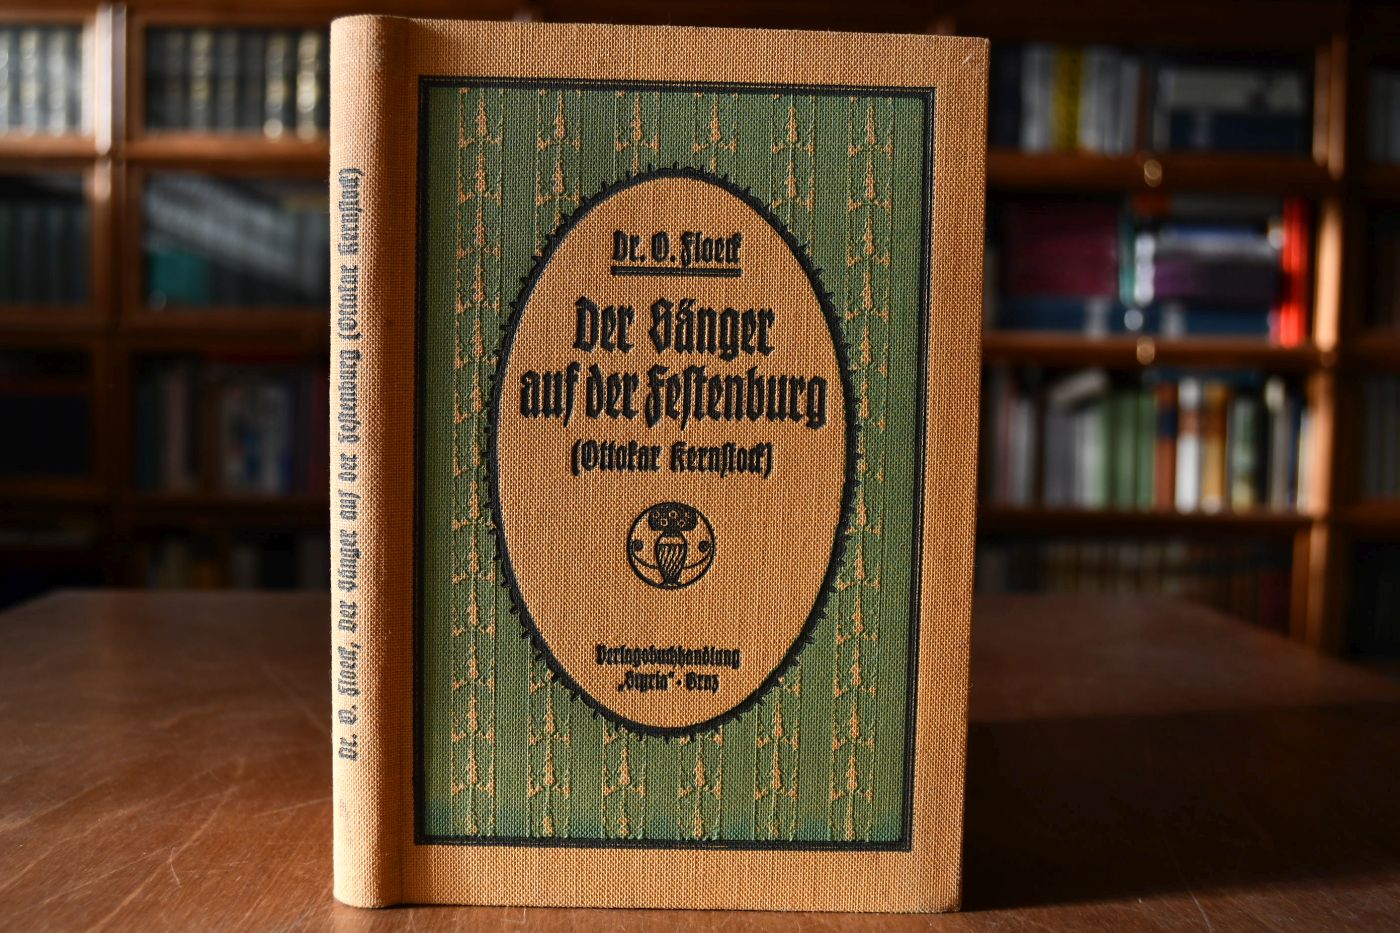 Dr. O. Floeck, Der Sänger auf der Festenburg (Ottokar Kernstock)
Dr. O. Floeck
Der Sänger
auf der Festenburg
(Ottokar Kernstock)
Verlagsbuchhandlung
„Styria“ · Graz